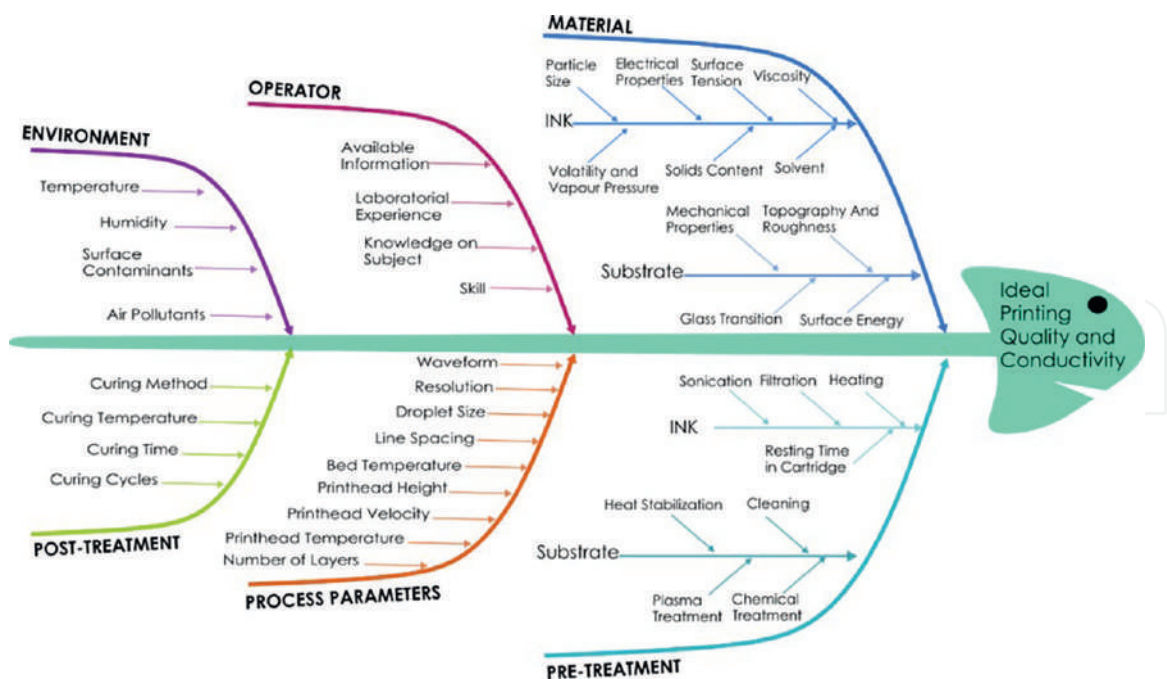 MATERIAL
Particle
Size
Electrical
Properties
Surface
Tension
Viscosity
INK
Volatility and
Vapour Pressure
Solids Content
Solvent
Mechanical
Properties
Topography And
Roughness
Substrate
Glass Transition
Surface Energy
OPERATOR
Available
Information
Laboratorial
Experience
Knowledge on
Subject
Skill
ENVIRONMENT
Temperature
Humidity
Surface
Contaminants
Air Pollutants
Ideal
Printing
Quality and
Conductivity
Curing Method
Curing Temperature
Curing Time
Curing Cycles
POST-TREATMENT
Waveform
Resolution
Droplet Size
Line Spacing
Bed Temperature
Printhead Height
Printhead Velocity
Printhead Temperature
Number of Layers
PROCESS PARAMETERS
Sonication
Filtration
Heating
INK
Resting Time
in Cartridge
Heat Stabilization
Cleaning
Substrate
Plasma
Treatment
Chemical
Treatment
PRE-TREATMENT